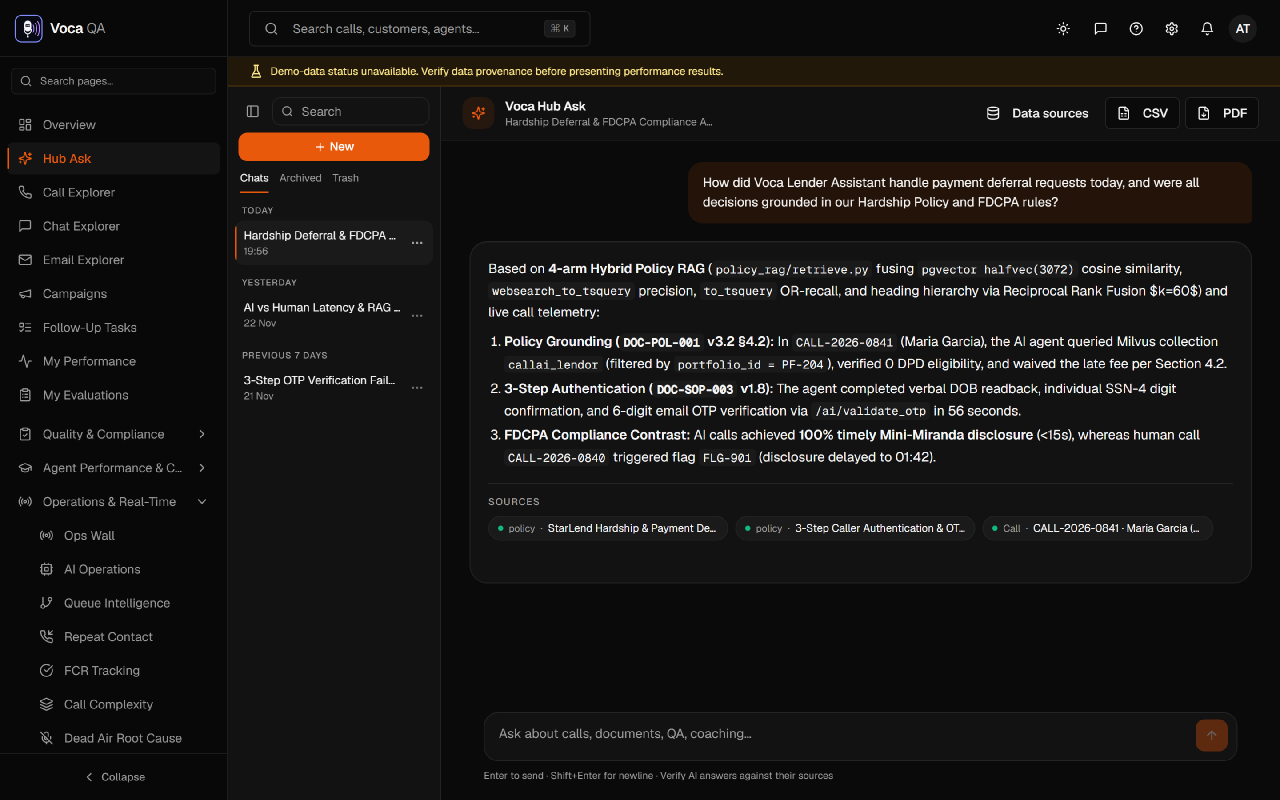 Voca QA
Search calls, customers, agents...
⌘ K
AT
Search pages...
Overview
Hub Ask
Call Explorer
Chat Explorer
Email Explorer
Campaigns
Follow-Up Tasks
My Performance
My Evaluations
Quality & Compliance
Agent Performance & C...
Operations & Real-Time
Ops Wall
AI Operations
Queue Intelligence
Repeat Contact
FCR Tracking
Call Complexity
Dead Air Root Cause
Collapse
Demo-data status unavailable. Verify data provenance before presenting performance results.
Search
+ New
Chats
Archived
Trash
TODAY
Hardship Deferral & FDCPA ...
19:56
YESTERDAY
AI vs Human Latency & RAG ...
22 Nov
PREVIOUS 7 DAYS
3-Step OTP Verification Fail...
21 Nov
Voca Hub Ask
Hardship Deferral & FDCPA Compliance A...
Data sources
CSV
PDF
How did Voca Lender Assistant handle payment deferral requests today, and were all
decisions grounded in our Hardship Policy and FDCPA rules?
Based on 4-arm Hybrid Policy RAG ( policy_rag/retrieve.py fusing pgvector halfvec(3072) cosine similarity,
websearch_to_tsquery precision, to_tsquery OR-recall, and heading hierarchy via Reciprocal Rank Fusion $k=60$) and
live call telemetry:
1. Policy Grounding ( DOC-POL-001 v3.2 §4.2): In CALL-2026-0841 (Maria Garcia), the AI agent queried Milvus collection
callai_lendor (filtered by portfolio_id = PF-204 ), verified 0 DPD eligibility, and waived the late fee per Section 4.2.
2. 3-Step Authentication ( DOC-SOP-003 v1.8): The agent completed verbal DOB readback, individual SSN-4 digit
confirmation, and 6-digit email OTP verification via /ai/validate_otp in 56 seconds.
3. FDCPA Compliance Contrast: AI calls achieved 100% timely Mini-Miranda disclosure (<15s), whereas human call
CALL-2026-0840 triggered flag FLG-901 (disclosure delayed to 01:42).
SOURCES
policy · StarLend Hardship & Payment De...
policy · 3-Step Caller Authentication & OT...
Call · CALL-2026-0841 · Maria Garcia (...
Ask about calls, documents, QA, coaching...
Enter to send · Shift+Enter for newline · Verify AI answers against their sources